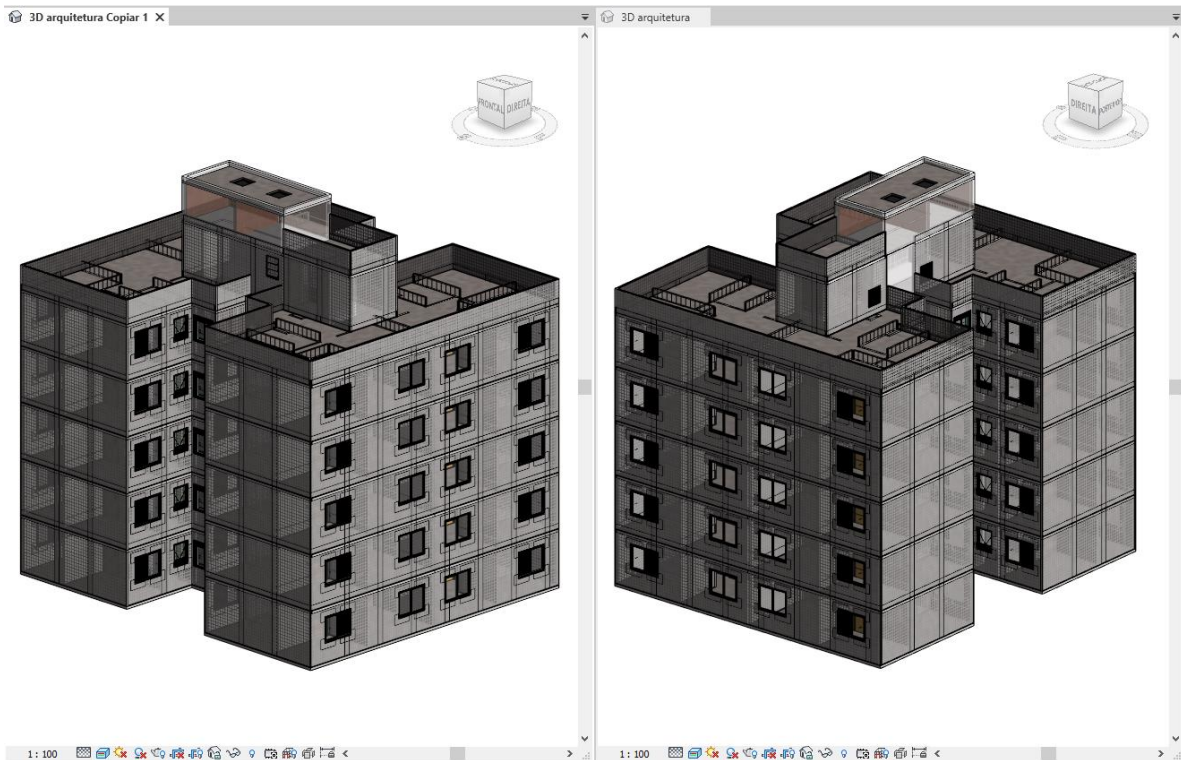 3D arquitetura Copiar 1
3D arquitetura
FRONTAL
DIREITA
DIREITA
1 : 100
1 : 100